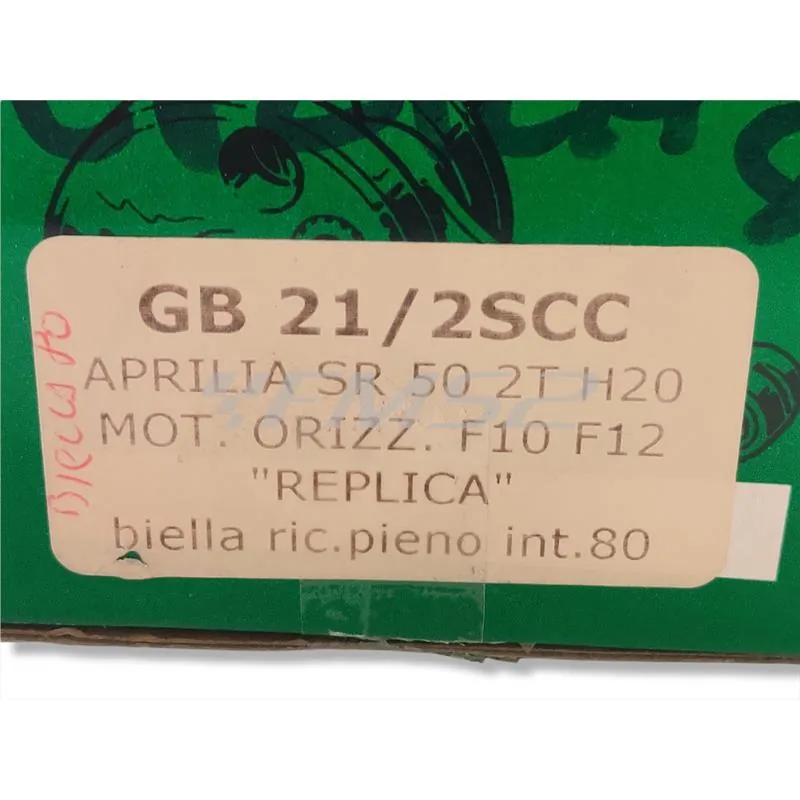 GB 21/2SCC
APRILIA SR 50 2T H20
MOT. ORIZZ. F10 F12
"REPLICA"
biella ric.pieno int.80